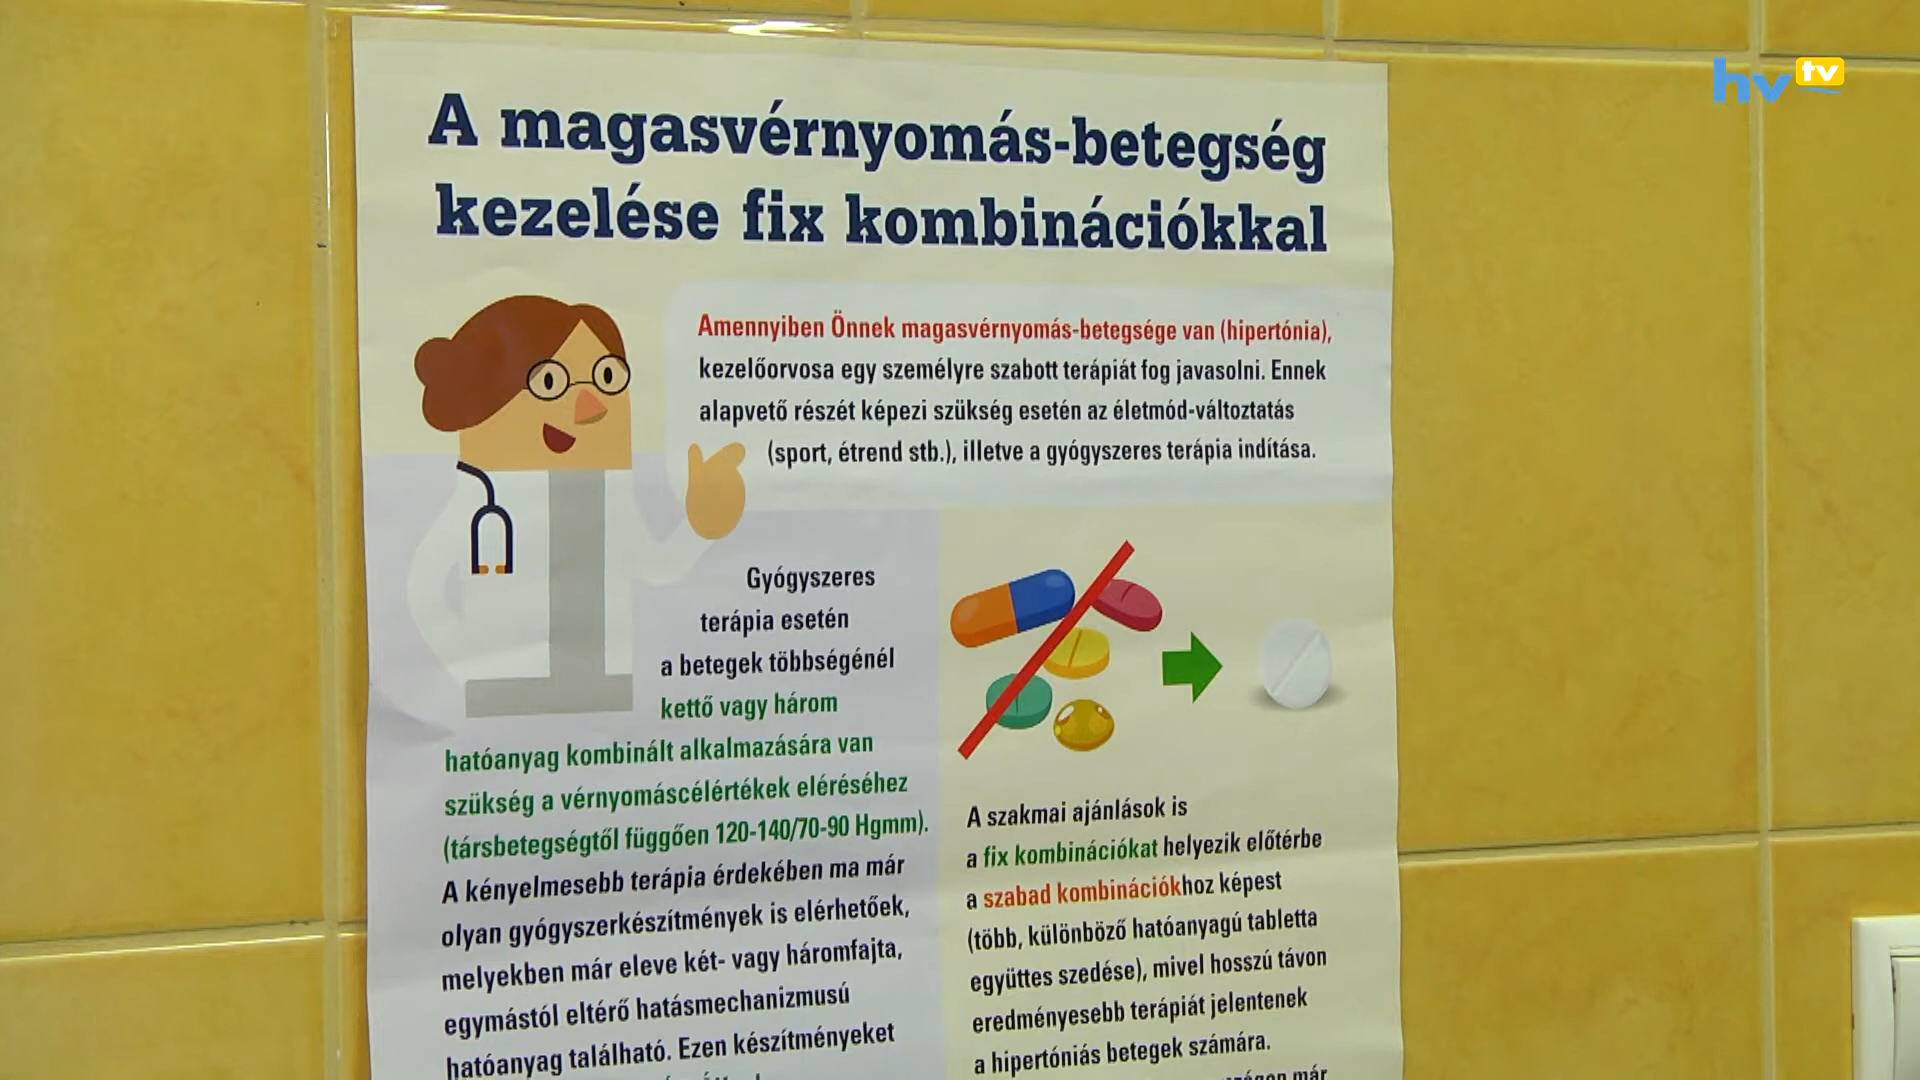 hv tv
A magasvérnyomás-betegség
kezelése fix kombinációkkal
Amennyiben Önnek magasvérnyomás-betegsége van (hipertónia),
kezelőorvosa egy személyre szabott terápiát fog javasolni. Ennek
alapvető részét képezi szükség esetén az életmód-változtatás
(sport, étrend stb.), illetve a gyógyszeres terápia indítása.
Gyógyszeres
terápia esetén
a betegek többségénél
kettő vagy három
hatóanyag kombinált alkalmazására van
szükség a vérnyomáscélértékek eléréséhez
(társbetegségtől függően 120-140/70-90 Hgmm).
A kényelmesebb terápia érdekében ma már
olyan gyógyszerkészítmények is elérhetőek,
melyekben már eleve két- vagy háromfajta,
egymástól eltérő hatásmechanizmusú
hatóanyag található. Ezen készítményeket
A szakmai ajánlások is
a fix kombinációkat helyezik előtérbe
a szabad kombinációkhoz képest
(több, különböző hatóanyagú tabletta
együttes szedése), mivel hosszú távon
eredményesebb terápiát jelentenek
a hipertóniás betegek számára.
már